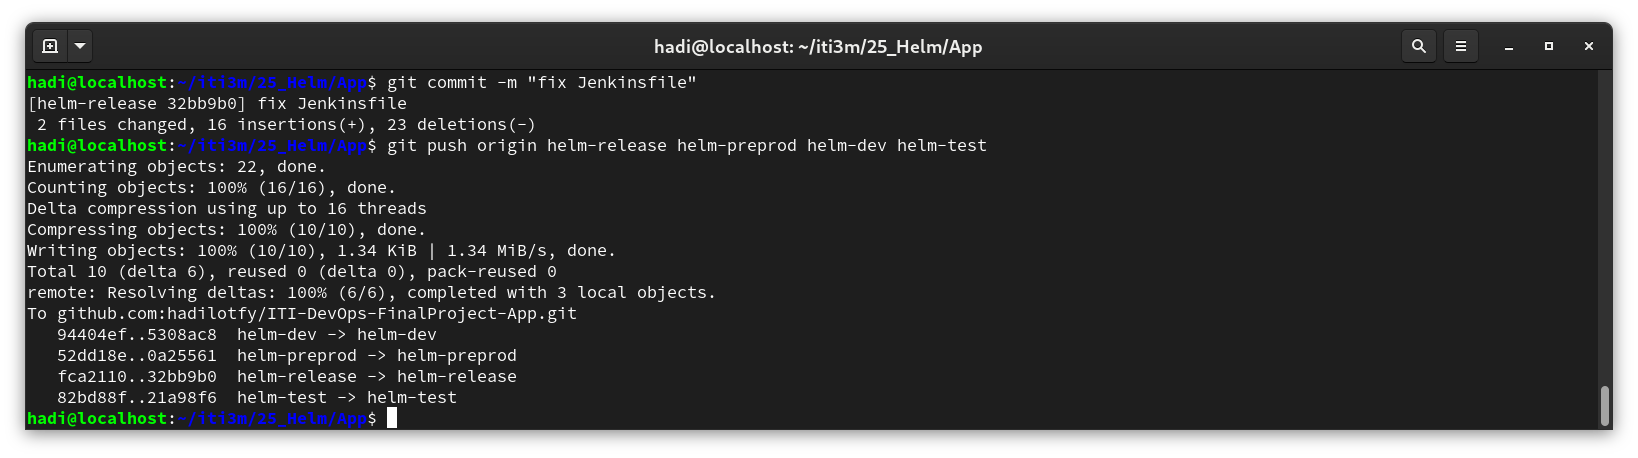 hadi@localhost: ~/iti3m/25_Helm/App
hadi@localhost:~/iti3m/25_Helm/App$ git commit -m "fix Jenkinsfile"
[helm-release 32bb9b0] fix Jenkinsfile
 2 files changed, 16 insertions(+), 23 deletions(-)
hadi@localhost:~/iti3m/25_Helm/App$ git push origin helm-release helm-preprod helm-dev helm-test
Enumerating objects: 22, done.
Counting objects: 100% (16/16), done.
Delta compression using up to 16 threads
Compressing objects: 100% (10/10), done.
Writing objects: 100% (10/10), 1.34 KiB | 1.34 MiB/s, done.
Total 10 (delta 6), reused 0 (delta 0), pack-reused 0
remote: Resolving deltas: 100% (6/6), completed with 3 local objects.
To github.com:hadilotfy/ITI-DevOps-FinalProject-App.git
   94404ef..5308ac8  helm-dev -> helm-dev
   52dd18e..0a25561  helm-preprod -> helm-preprod
   fca2110..32bb9b0  helm-release -> helm-release
   82bd88f..21a98f6  helm-test -> helm-test
hadi@localhost:~/iti3m/25_Helm/App$